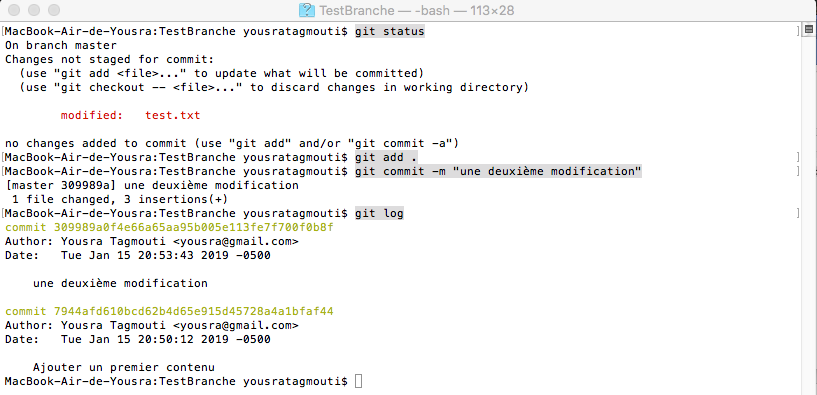 TestBranche — -bash — 113×28
MacBook-Air-de-Yousra:TestBranche yousratagmouti$ git status
On branch master
Changes not staged for commit:
  (use "git add <file>..." to update what will be committed)
  (use "git checkout -- <file>..." to discard changes in working directory)
        modified:   test.txt
no changes added to commit (use "git add" and/or "git commit -a")
MacBook-Air-de-Yousra:TestBranche yousratagmouti$ git add .
MacBook-Air-de-Yousra:TestBranche yousratagmouti$ git commit -m "une deuxième modification"
[master 309989a] une deuxième modification
 1 file changed, 3 insertions(+)
MacBook-Air-de-Yousra:TestBranche yousratagmouti$ git log
commit 309989a0f4e66a65aa95b005e113fe7f700f0b8f
Author: Yousra Tagmouti <yousra@gmail.com>
Date:   Tue Jan 15 20:53:43 2019 -0500
    une deuxième modification
commit 7944afd610bcd62b4d65e915d45728a4a1bfaf44
Author: Yousra Tagmouti <yousra@gmail.com>
Date:   Tue Jan 15 20:50:12 2019 -0500
    Ajouter un premier contenu
MacBook-Air-de-Yousra:TestBranche yousratagmouti$